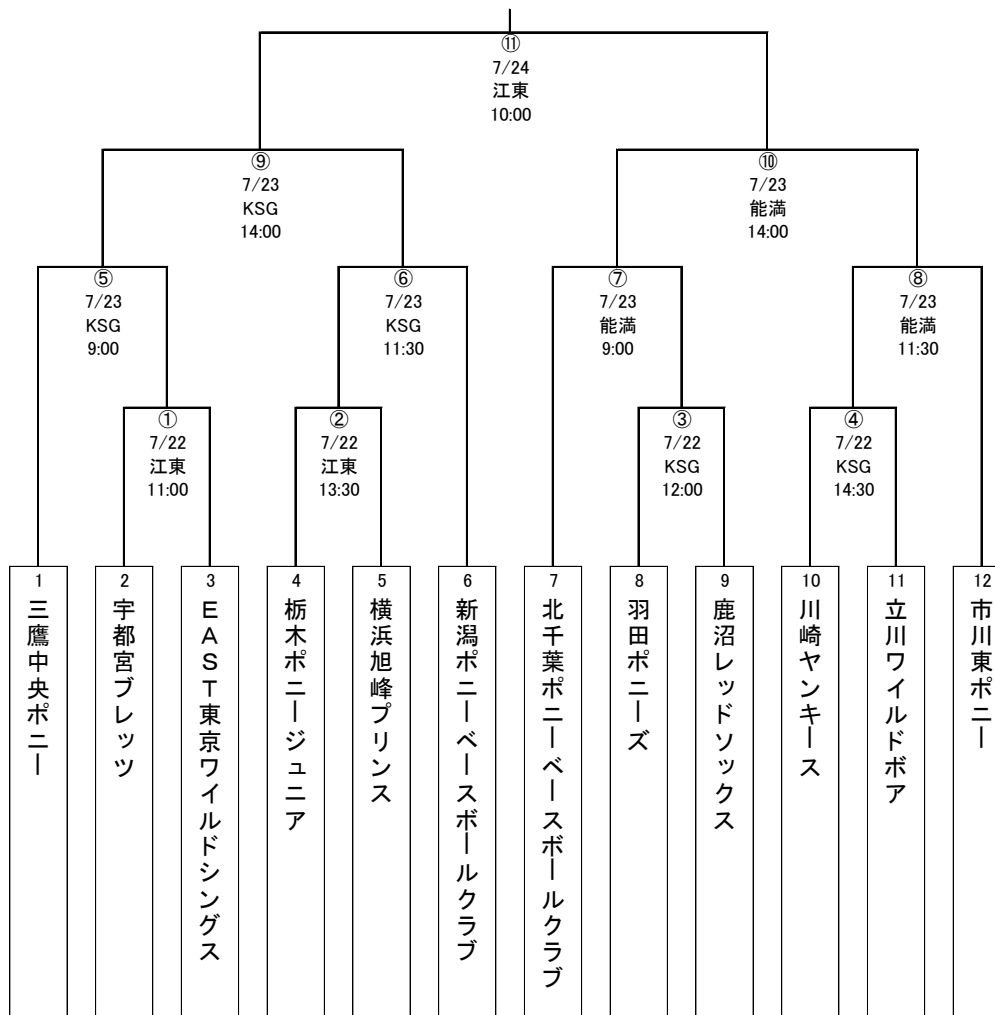 ⑪
7/24
江東
10:00
⑨
7/23
KSG
14:00
⑩
7/23
能満
14:00
⑤
7/23
KSG
9:00
⑥
7/23
KSG
11:30
⑦
7/23
能満
9:00
⑧
7/23
能満
11:30
①
7/22
江東
11:00
②
7/22
江東
13:30
③
7/22
KSG
12:00
④
7/22
KSG
14:30
1
三鷹中央ポニー
2
宇都宮ブレッツ
3
EAST東京ワイルドシングス
4
栃木ポニージュニア
5
横浜旭峰プリンス
6
新潟ポニーベースボールクラブ
7
北千葉ポニーベースボールクラブ
8
羽田ポニーズ
9
鹿沼レッドソックス
10
川崎ヤンキース
11
立川ワイルドボア
12
市川東ポニー